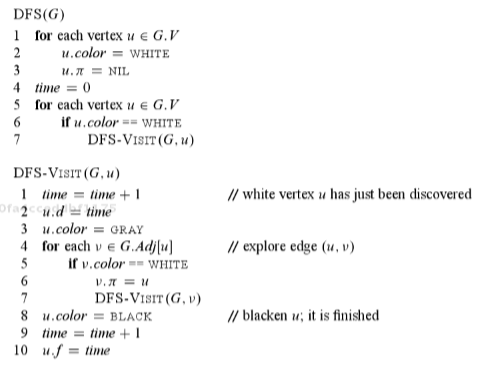 DFS(G)
1 for each vertex u ∈ G.V
2 u.color = WHITE
3 u.π = NIL
4 time = 0
5 for each vertex u ∈ G.V
6 if u.color == WHITE
7 DFS-VISIT(G, u)
DFS-VISIT(G, u)
1 time = time + 1 // white vertex u has just been discovered
2 u.d = time
3 u.color = GRAY
4 for each v ∈ G.Adj[u] // explore edge (u, v)
5 if v.color == WHITE
6 v.π = u
7 DFS-VISIT(G, v)
8 u.color = BLACK // blacken u; it is finished
9 time = time + 1
10 u.f = time